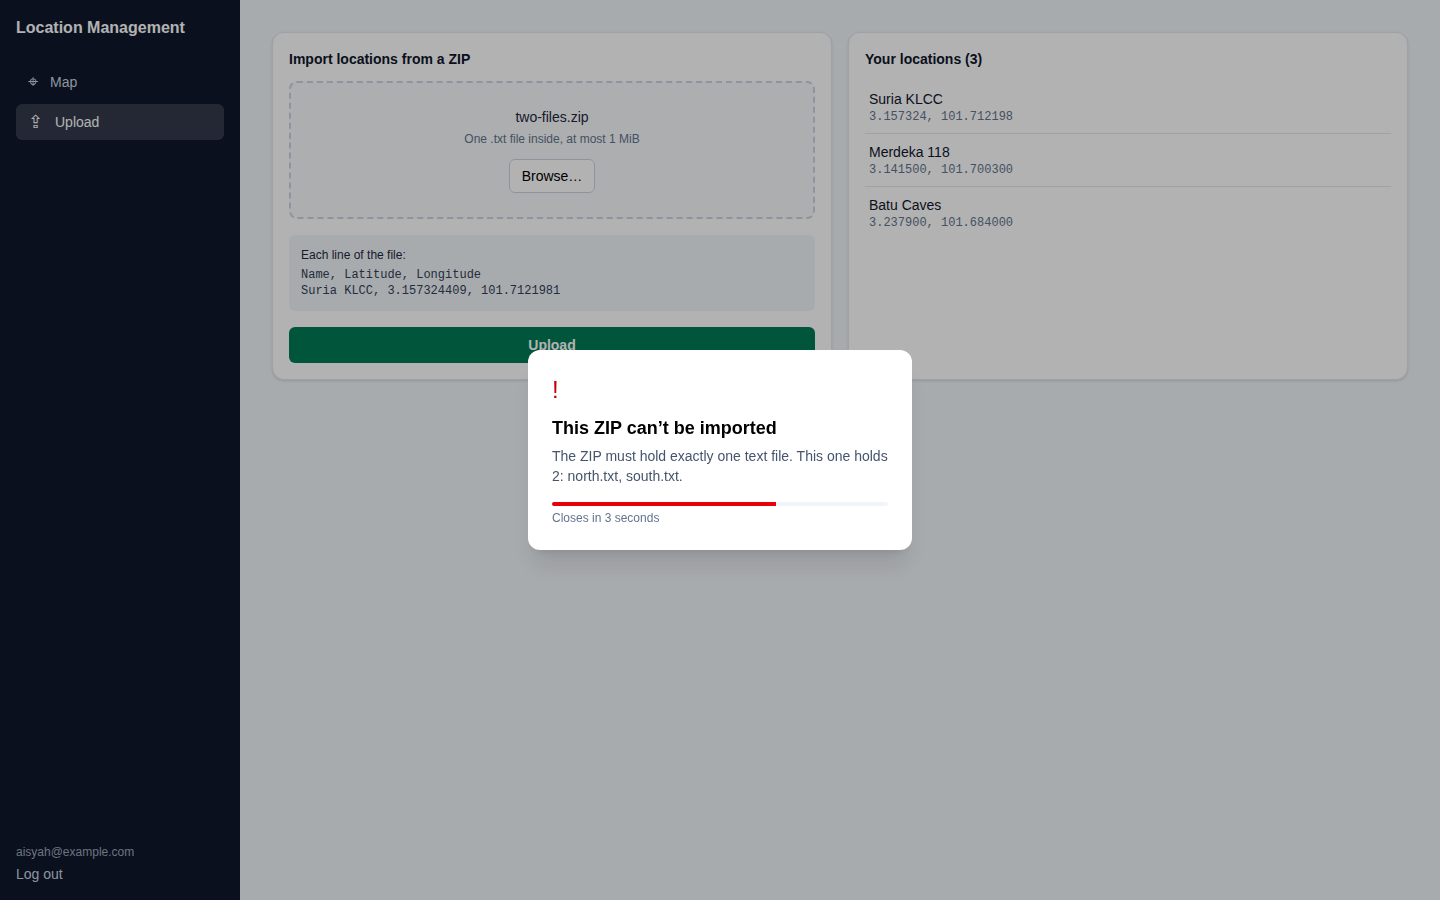 Location Management
⌖ Map
⇪ Upload
aisyah@example.com
Log out
Import locations from a ZIP
two-files.zip
One .txt file inside, at most 1 MiB
Browse…
Each line of the file:
Name, Latitude, Longitude
Suria KLCC, 3.157324409, 101.7121981
Upload
Your locations (3)
Suria KLCC
3.157324, 101.712198
Merdeka 118
3.141500, 101.700300
Batu Caves
3.237900, 101.684000
!
This ZIP can’t be imported
The ZIP must hold exactly one text file. This one holds
2: north.txt, south.txt.
Closes in 3 seconds